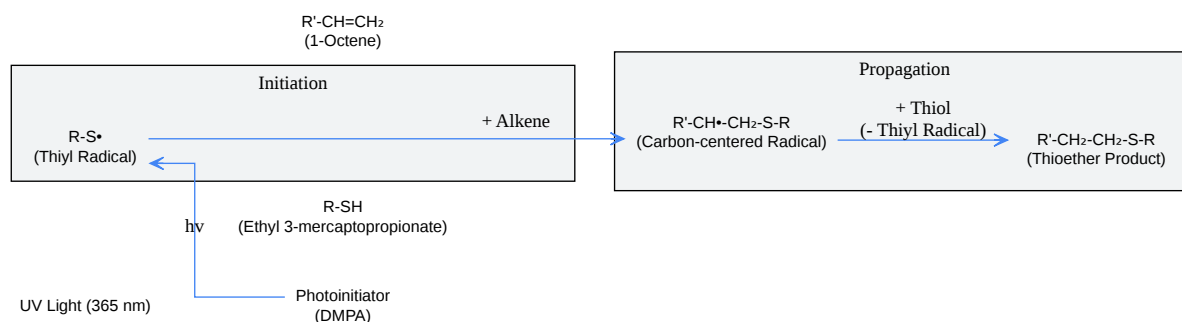 R'-CH=CH₂
(1-Octene)
Initiation
Propagation
R-S•
(Thiyl Radical)
+ Alkene
R'-CH•-CH₂-S-R
(Carbon-centered Radical)
+ Thiol
(- Thiyl Radical)
R'-CH₂-CH₂-S-R
(Thioether Product)
hv
R-SH
(Ethyl 3-mercaptopropionate)
UV Light (365 nm)
Photoinitiator
(DMPA)